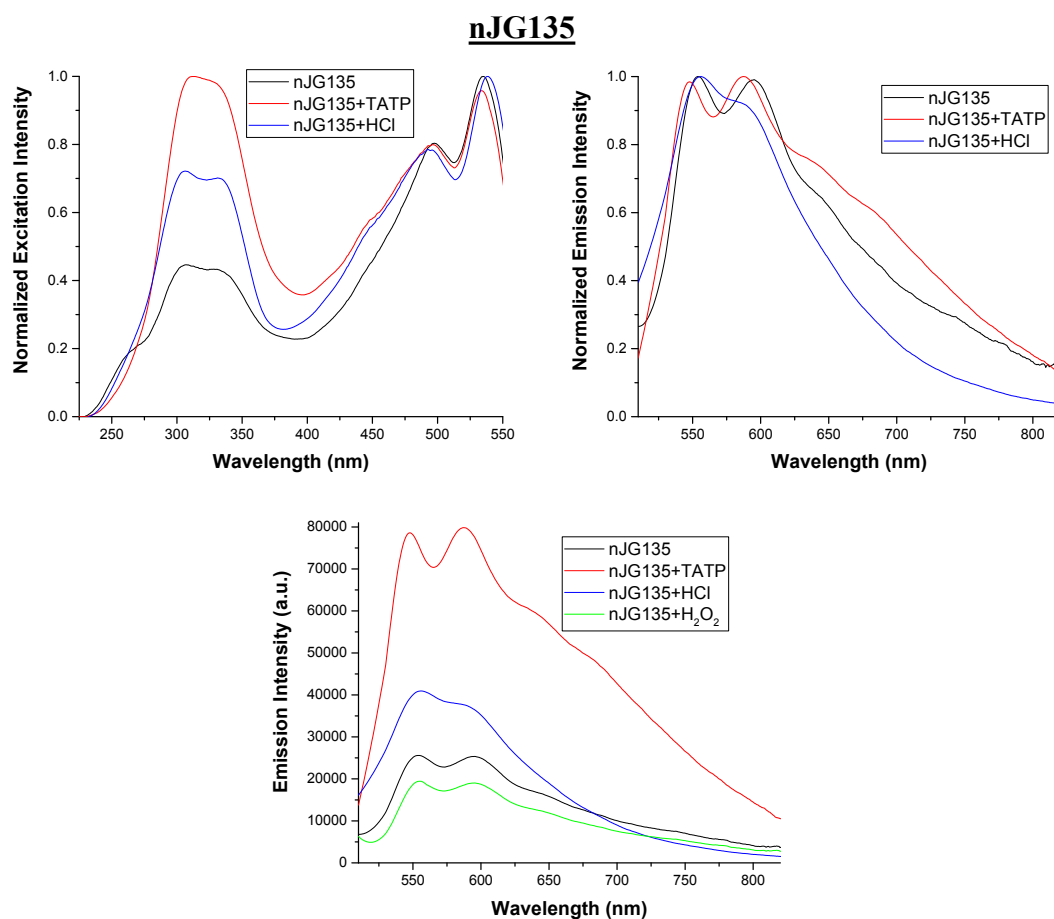 nJG135
nJG135
nJG135+TATP
nJG135+HCl
1.0
0.8
0.6
0.4
0.2
0.0
250
300
350
400
450
500
550
Normalized Excitation Intensity
Wavelength (nm)
nJG135
nJG135+TATP
nJG135+HCl
1.0
0.8
0.6
0.4
0.2
0.0
550
600
650
700
750
800
Normalized Emission Intensity
Wavelength (nm)
nJG135
nJG135+TATP
nJG135+HCl
nJG135+H₂O₂
80000
70000
60000
50000
40000
30000
20000
10000
0
550
600
650
700
750
800
Emission Intensity (a.u.)
Wavelength (nm)